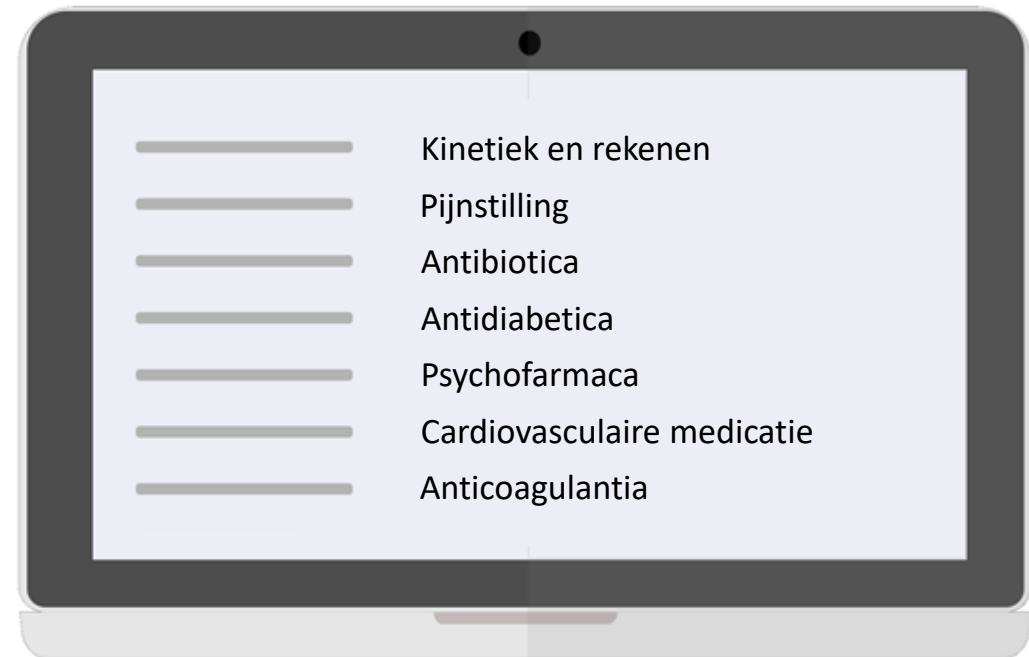 Kinetiek en rekenen
Pijnstilling
Antibiotica
Antidiabetica
Psychofarmaca
Cardiovasculaire medicatie
Anticoagulantia